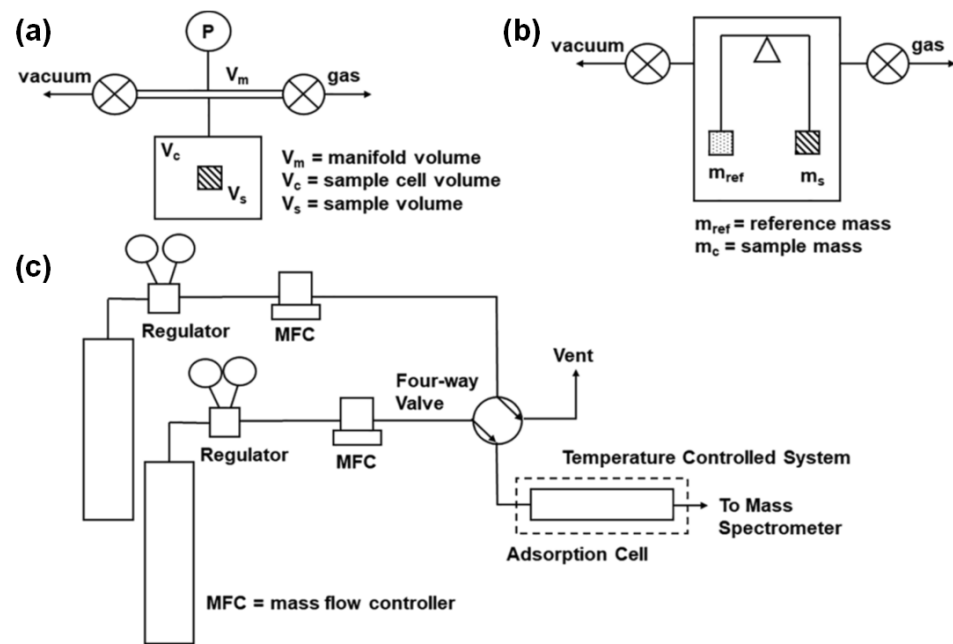 (a)
P
vacuum
V_m
gas
V_c
V_s
V_m = manifold volume
V_c = sample cell volume
V_s = sample volume
(b)
vacuum
gas
m_ref
m_s
m_ref = reference mass
m_c = sample mass
(c)
Regulator
MFC
Vent
Four-way
Valve
Regulator
MFC
Temperature Controlled System
To Mass
Spectrometer
Adsorption Cell
MFC = mass flow controller